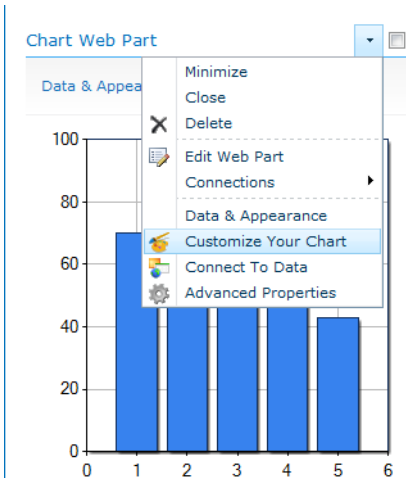 Chart Web Part
Minimize
Data & Appea
Close
Delete
Edit Web Part
Connections
Data & Appearance
Customize Your Chart
Connect To Data
Advanced Properties
100
80
60
40
20
0
0 1 2 3 4 5 6